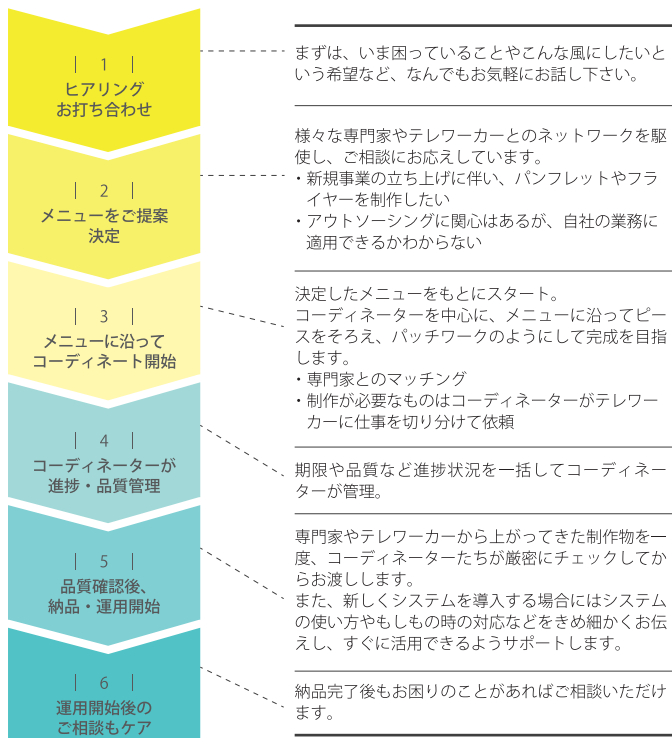 | 1 |
ヒアリング
お打ち合わせ
まずは、いま困っていることやこんな風にしたいと
いう希望など、なんでもお気軽にお話し下さい。
| 2 |
メニューをご提案
決定
様々な専門家やテレワーカーとのネットワークを駆
使し、ご相談にお応えしています。
・新規事業の立ち上げに伴い、パンフレットやフラ
イヤーを制作したい
・アウトソーシングに関心はあるが、自社の業務に
適用できるかわからない
| 3 |
メニューに沿って
コーディネート開始
決定したメニューをもとにスタート。
コーディネーターを中心に、メニューに沿ってピー
スをそろえ、パッチワークのようにして完成を目指
します。
・専門家とのマッチング
・制作が必要なものはコーディネーターがテレワー
カーに仕事を切り分けて依頼
| 4 |
コーディネーターが
進捗・品質管理
期限や品質など進捗状況を一括してコーディネー
ターが管理。
| 5 |
品質確認後、
納品・運用開始
専門家やテレワーカーから上がってきた制作物を一
度、コーディネーターたちが厳密にチェックしてか
らお渡しします。
また、新しくシステムを導入する場合にはシステム
の使い方やもしもの時の対応などをきめ細かくお伝
えし、すぐに活用できるようサポートします。
| 6 |
運用開始後の
ご相談もケア
納品完了後もお困りのことがあればご相談いただけ
ます。